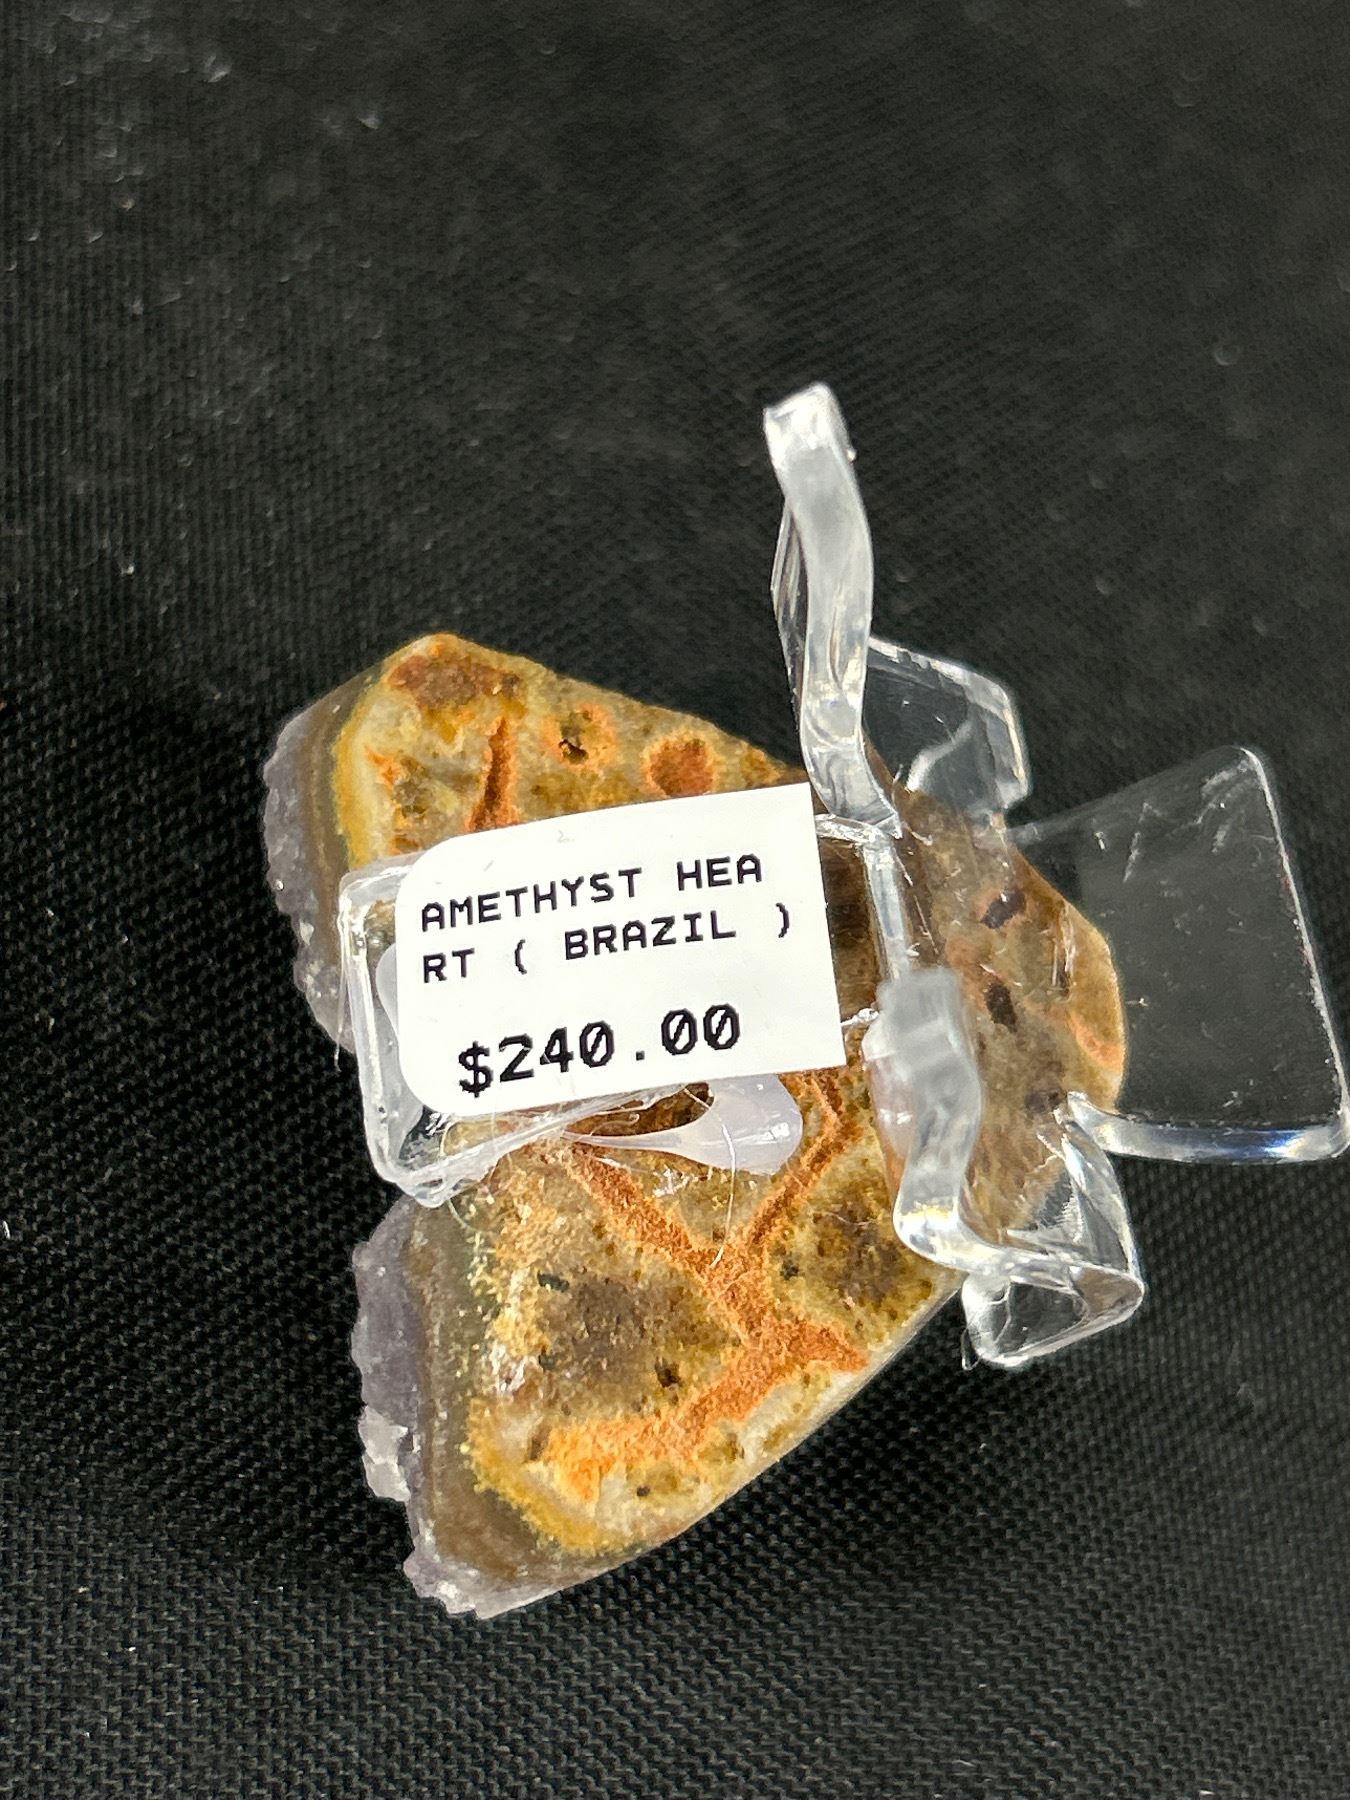 AMETHYST HEA
RT ( BRAZIL )
$240.00